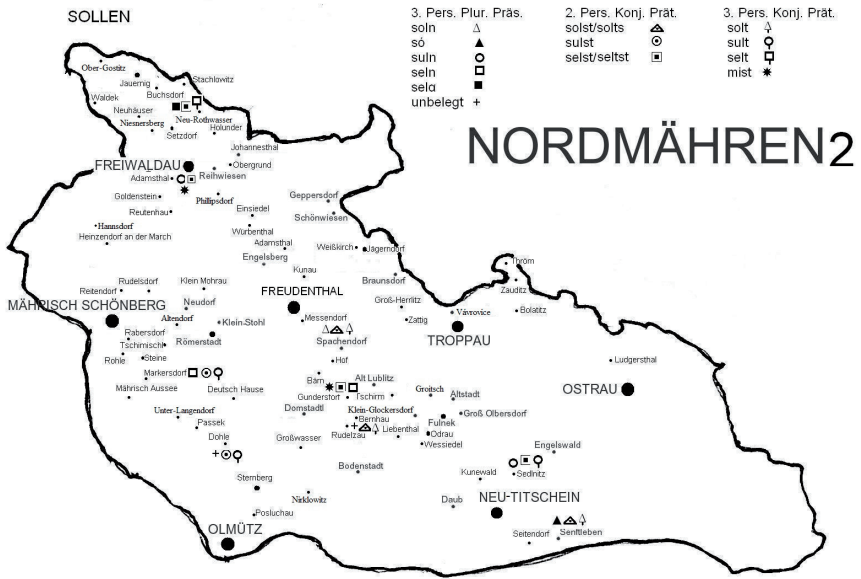 SOLLEN
3. Pers. Plur. Präs.
soln
só
suln
seln
selɑ
unbelegt
2. Pers. Konj. Prät.
solst/solts
sulst
selst/seltst
3. Pers. Konj. Prät.
solt
sult
selt
mist
NORDMÄHREN2
Ober-Gostitz
Jauernig
Stachlowitz
Buchsdorf
Waldek
Neuhäuser
Niesnersberg
Neu-Rothwasser
Setzdorf
Holunder
Johannesthal
FREIWALDAU
Obergrund
Reihwiesen
Adamsthal
Goldenstein
Phillipsdorf
Geppersdorf
Reutenhau
Einsiedel
Schönwiesen
Hannsdorf
Würbenthal
Heinzendorf an der March
Adamsthal
Weißkirch
Jägerndorf
Engelsberg
Thröm
Kunau
Braunsdorf
Zauditz
Rudelsdorf
Klein Mohrau
Reitendorf
FREUDENTHAL
MÄHRISCH SCHÖNBERG
Neudorf
Groß-Herrlitz
Vávrovice
Bolatitz
Altendorf
Klein-Stohl
Messendorf
Zattig
TROPPAU
Rabersdorf
Römerstadt
Tschimischl
Spachendorf
Rohle
Steine
Hof
Ludgersthal
Markersdorf
Bärn
Alt Lublitz
Mährisch Aussee
Deutsch Hause
Gundersdorf
Tschirm
Groitsch
Altstadt
OSTRAU
Unter-Langendorf
Domstadtl
Klein-Glockersdorf
Groß Olbersdorf
Passek
Bernhau
Fulnek
Dohle
Großwasser
Rudelzau
Liebenthal
Odrau
Wessiedel
Engelswald
Bodenstadt
Sternberg
Kunewald
Sedlnitz
Nirklowitz
Daub
NEU-TITSCHEIN
Posluchau
OLMÜTZ
Seitendorf
Senftleben